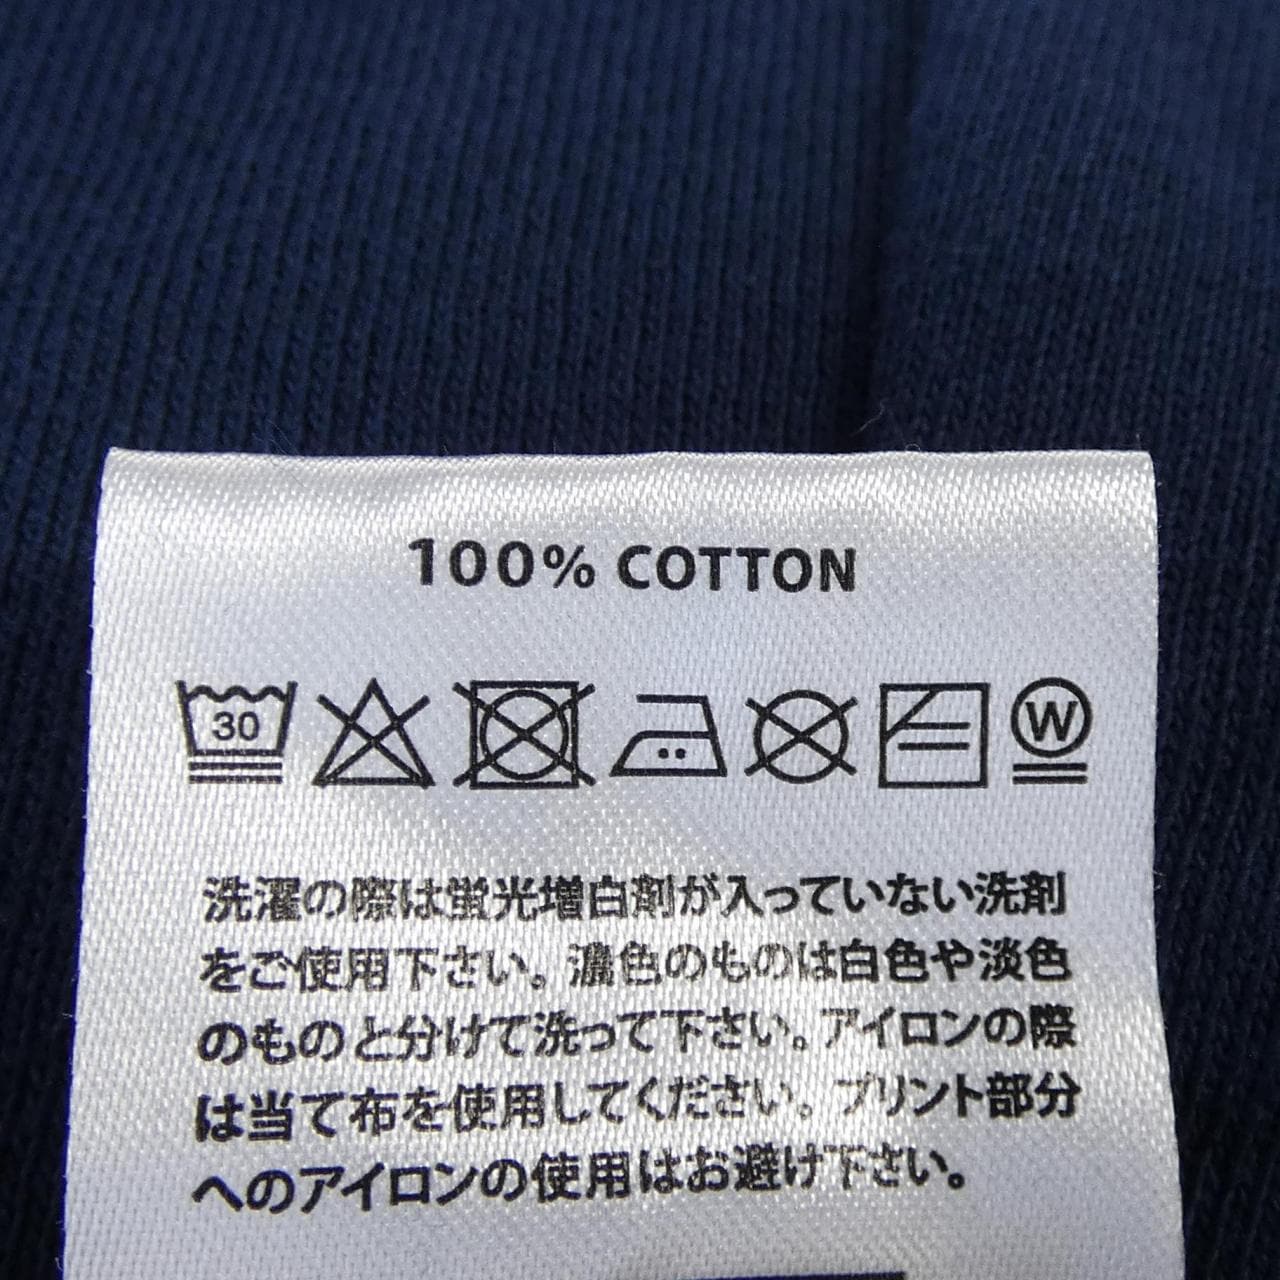 100% COTTON
30
W
洗濯の際は蛍光増白剤が入っていない洗剤
をご使用下さい。濃色のものは白色や淡色
のものと分けて洗って下さい。アイロンの際
は当て布を使用してください。プリント部分
へのアイロンの使用はお避け下さい。